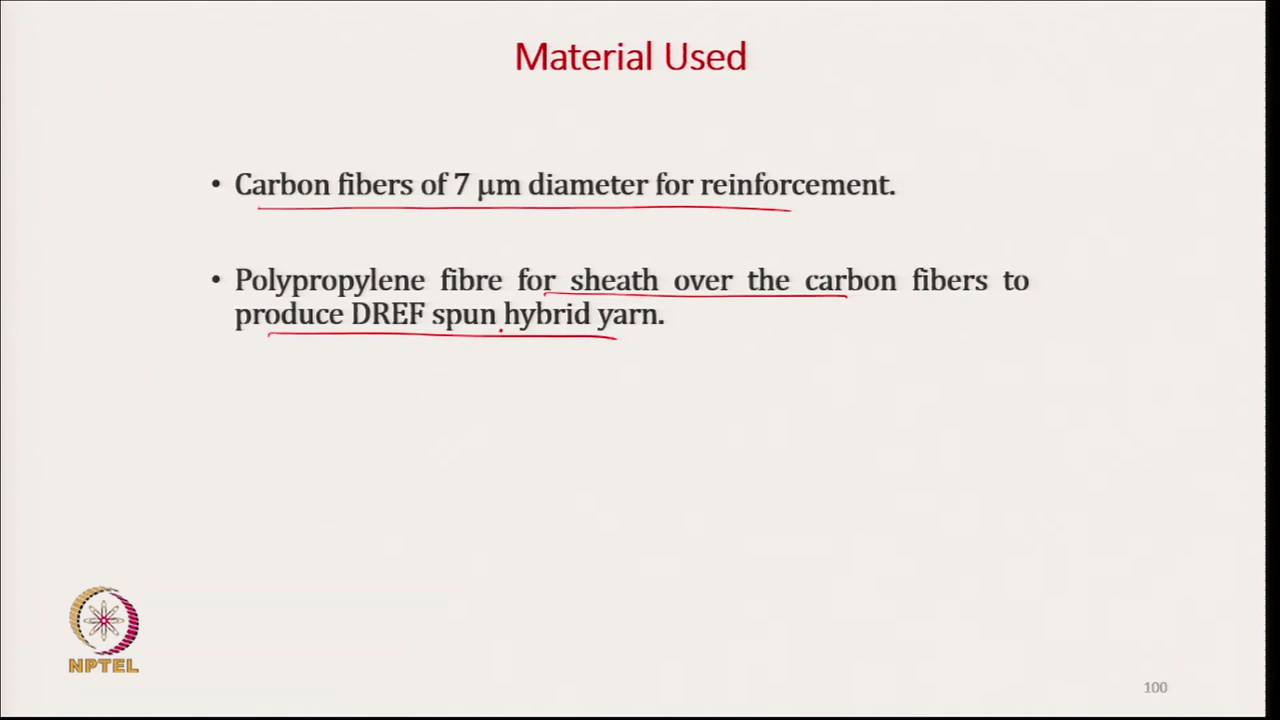 Material Used
• Carbon fibers of 7 μm diameter for reinforcement.
• Polypropylene fibre for sheath over the carbon fibers to
produce DREF spun hybrid yarn.
NPTEL
100